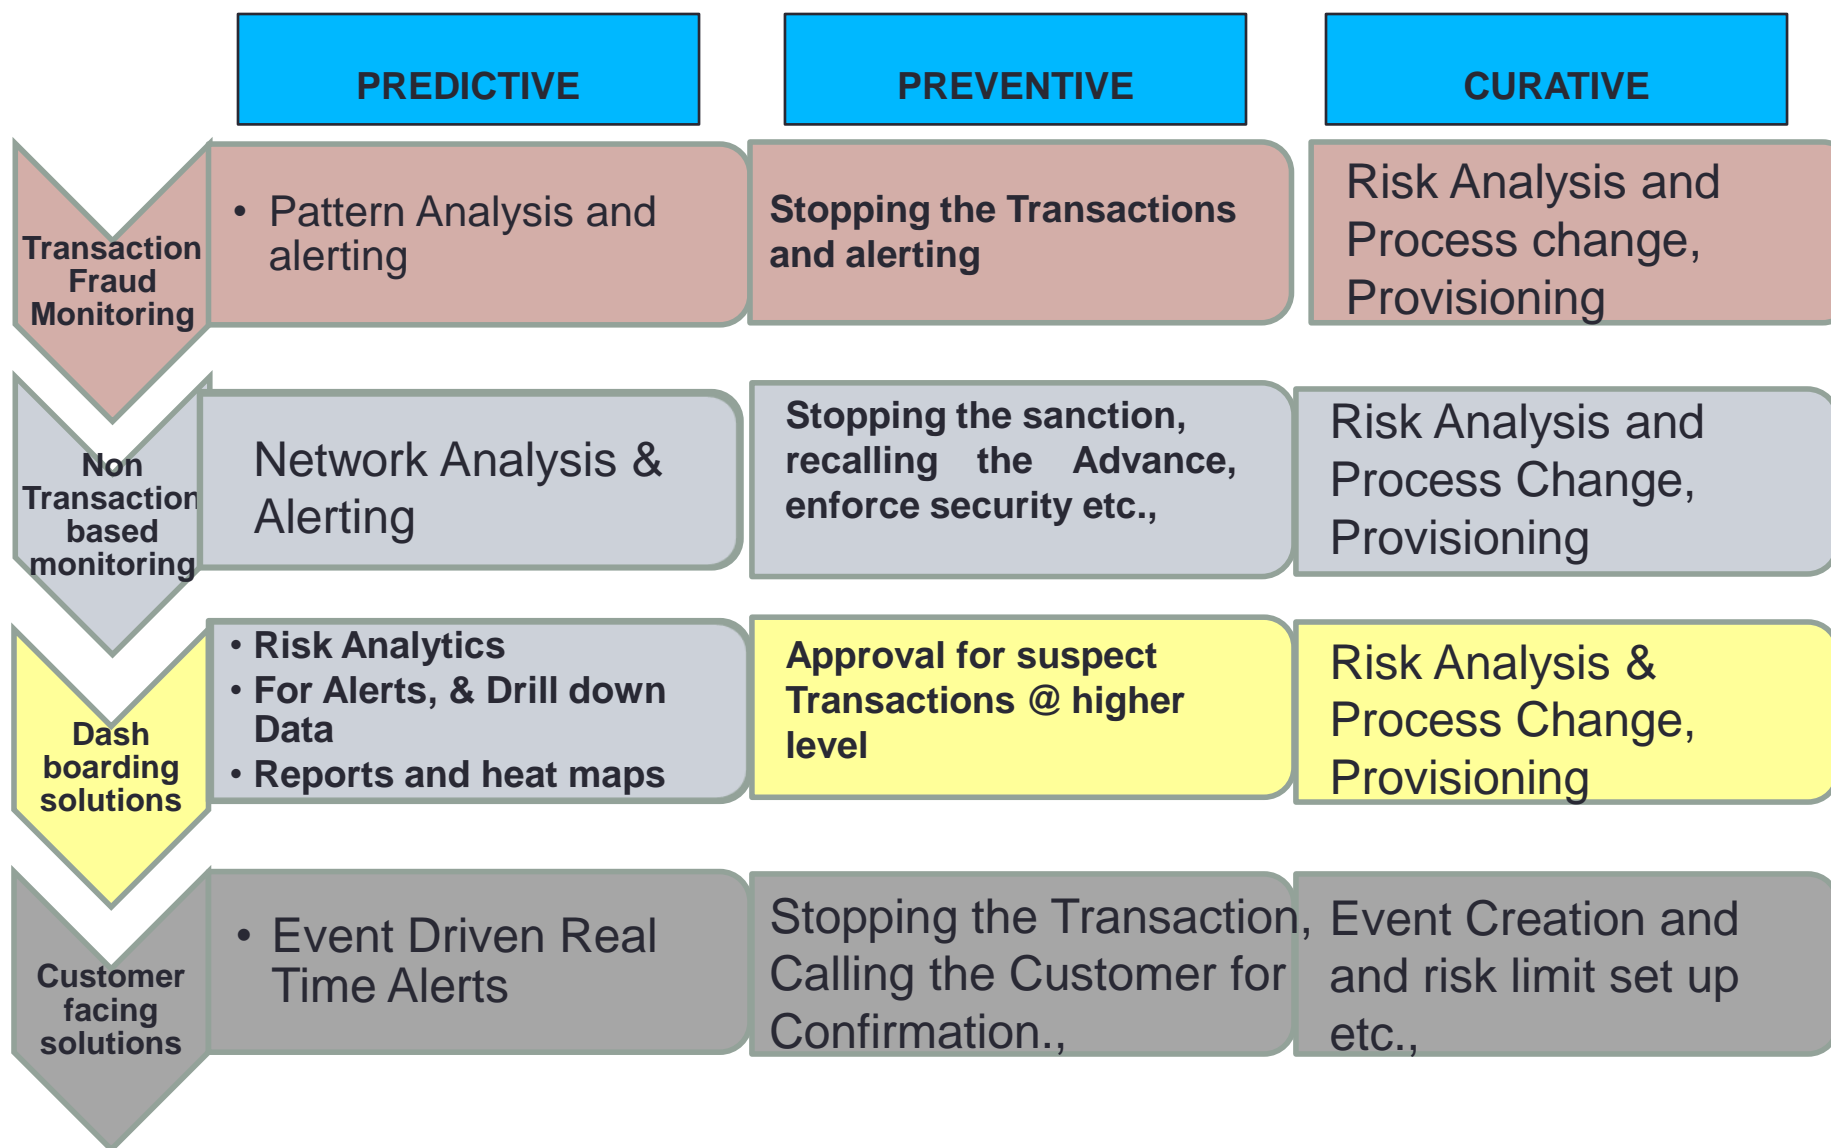 PREDICTIVE
PREVENTIVE
CURATIVE
Transaction
Fraud
Monitoring
• Pattern Analysis and
alerting
Stopping the Transactions
and alerting
Risk Analysis and
Process change,
Provisioning
Non
Transaction
based
monitoring
Network Analysis &
Alerting
Stopping the sanction,
recalling the Advance,
enforce security etc.,
Risk Analysis and
Process Change,
Provisioning
Dash
boarding
solutions
• Risk Analytics
• For Alerts, & Drill down
Data
• Reports and heat maps
Approval for suspect
Transactions @ higher
level
Risk Analysis &
Process Change,
Provisioning
Customer
facing
solutions
• Event Driven Real
Time Alerts
Stopping the Transaction,
Calling the Customer for
Confirmation.,
Event Creation and
and risk limit set up
etc.,